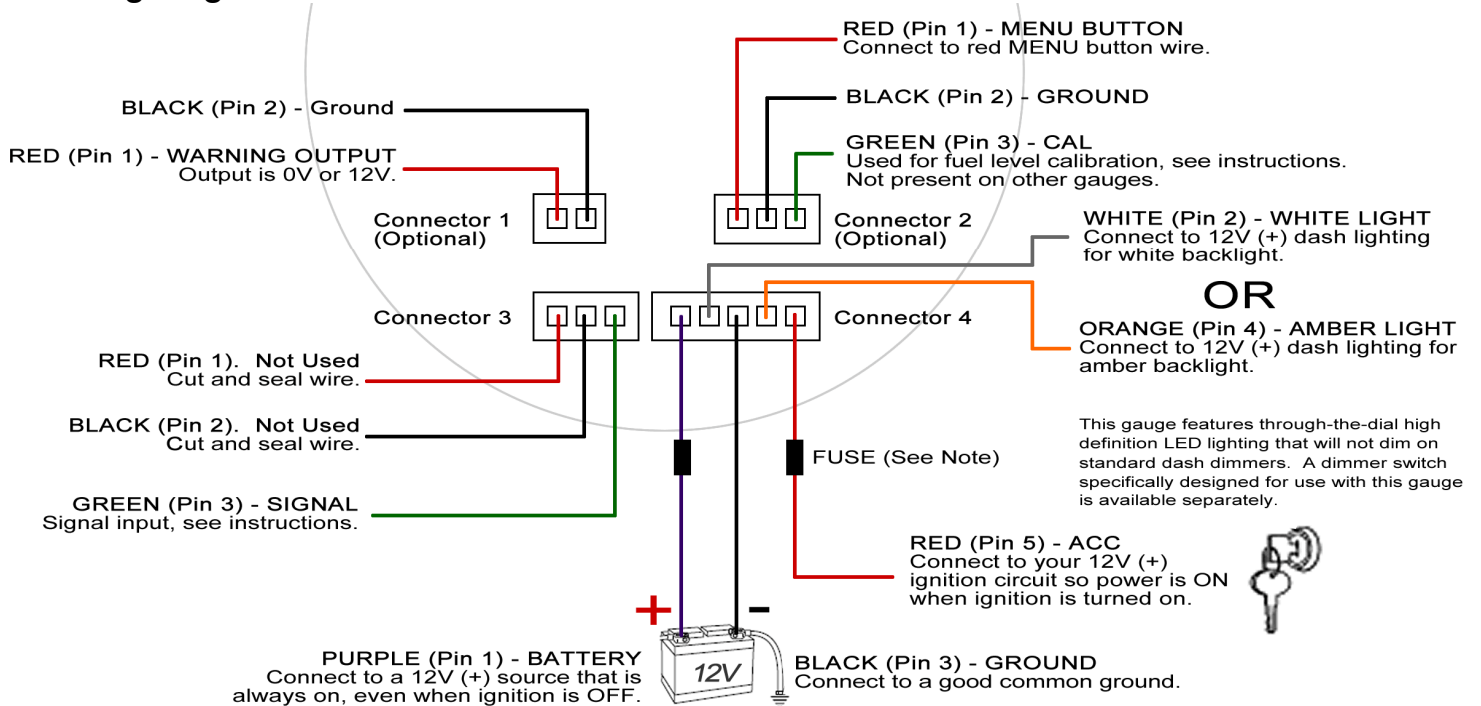 RED (Pin 1) - MENU BUTTON
Connect to red MENU button wire.
BLACK (Pin 2) - Ground
BLACK (Pin 2) - GROUND
RED (Pin 1) - WARNING OUTPUT
Output is 0V or 12V.
GREEN (Pin 3) - CAL
Used for fuel level calibration, see instructions.
Not present on other gauges.
Connector 1
(Optional)
Connector 2
(Optional)
WHITE (Pin 2) - WHITE LIGHT
Connect to 12V (+) dash lighting
for white backlight.
OR
Connector 3
Connector 4
ORANGE (Pin 4) - AMBER LIGHT
Connect to 12V (+) dash lighting for
amber backlight.
RED (Pin 1).  Not Used
Cut and seal wire.
BLACK (Pin 2).  Not Used
Cut and seal wire.
FUSE (See Note)
This gauge features through-the-dial high
definition LED lighting that will not dim on
standard dash dimmers.  A dimmer switch
specifically designed for use with this gauge
is available separately.
GREEN (Pin 3) - SIGNAL
Signal input, see instructions.
RED (Pin 5) - ACC
Connect to your 12V (+)
ignition circuit so power is ON
when ignition is turned on.
+ -
12V
PURPLE (Pin 1) - BATTERY
Connect to a 12V (+) source that is
always on, even when ignition is OFF.
BLACK (Pin 3) - GROUND
Connect to a good common ground.